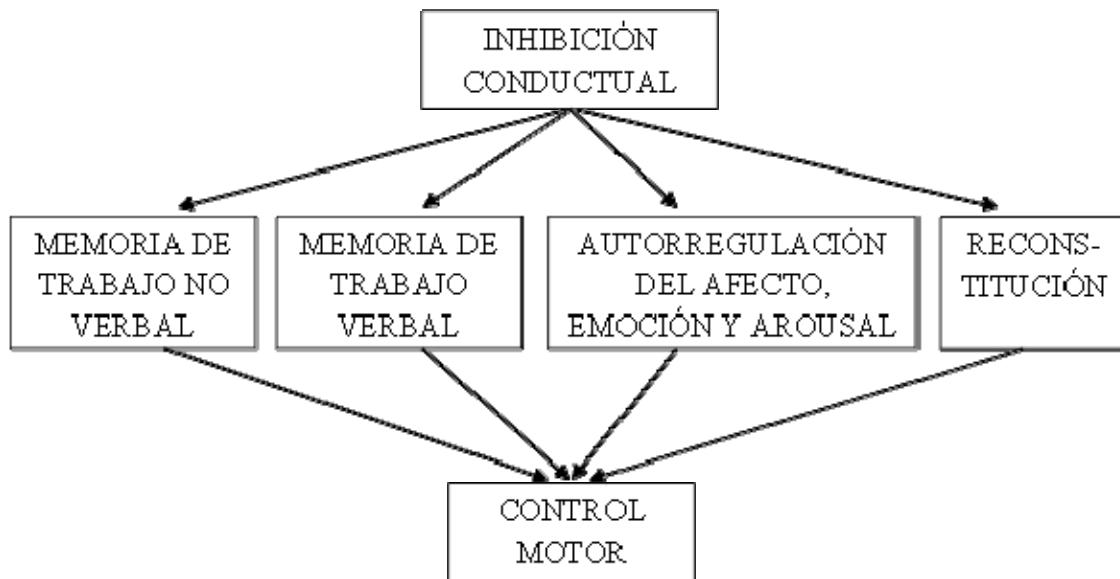 INHIBICIÓN
CONDUCTUAL
MEMORIA DE
TRABAJO NO
VERBAL
MEMORIA DE
TRABAJO
VERBAL
AUTORREGULACIÓN
DEL AFECTO,
EMOCIÓN Y AROUSAL
RECONS-
TITUCIÓN
CONTROL
MOTOR